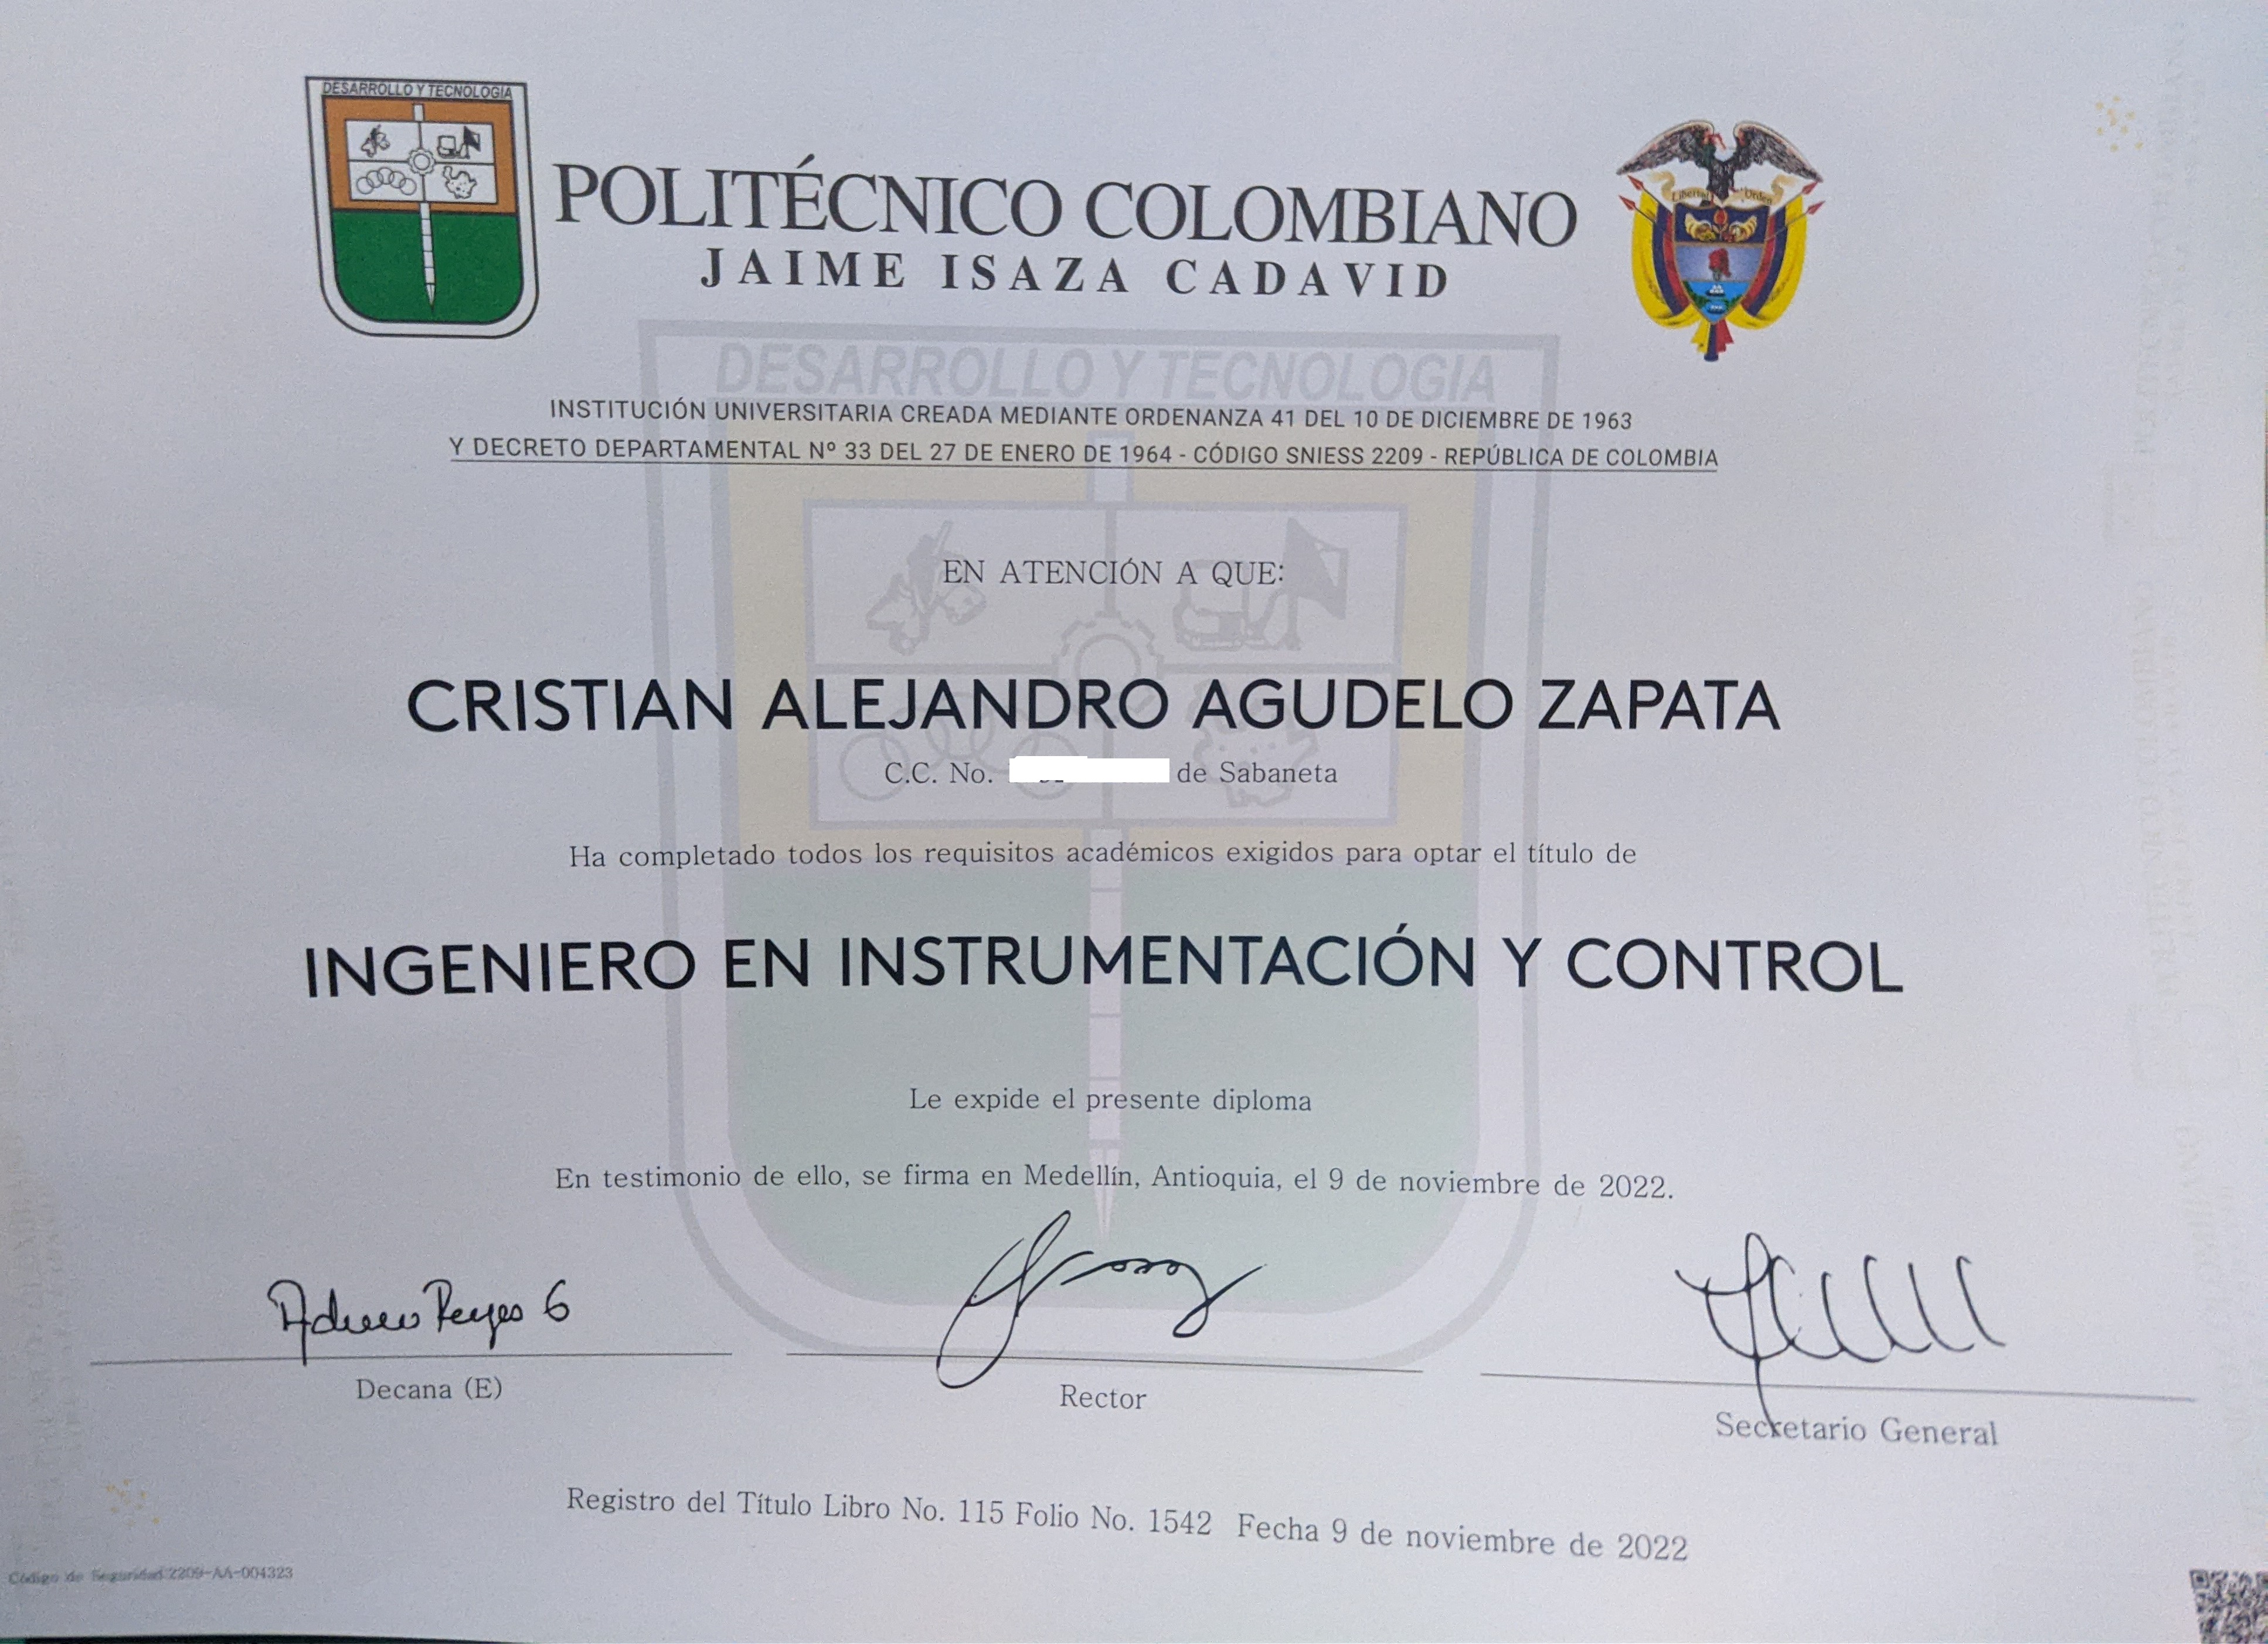 DESARROLLO Y TECNOLOGIA
POLITÉCNICO COLOMBIANO
JAIME ISAZA CADAVID
Libertad y Orden
DESARROLLO Y TECNOLOGIA
INSTITUCIÓN UNIVERSITARIA CREADA MEDIANTE ORDENANZA 41 DEL 10 DE DICIEMBRE DE 1963
Y DECRETO DEPARTAMENTAL Nº 33 DEL 27 DE ENERO DE 1964 - CÓDIGO SNIESS 2209 - REPÚBLICA DE COLOMBIA
EN ATENCIÓN A QUE:
CRISTIAN ALEJANDRO AGUDELO ZAPATA
C.C. No. de Sabaneta
Ha completado todos los requisitos académicos exigidos para optar el título de
INGENIERO EN INSTRUMENTACIÓN Y CONTROL
Le expide el presente diploma
En testimonio de ello, se firma en Medellín, Antioquia, el 9 de noviembre de 2022.
Reyes G
Decana (E)
Rector
Secretario General
Registro del Título Libro No. 115 Folio No. 1542 Fecha 9 de noviembre de 2022
Código de Seguridad 2209-AA-004323